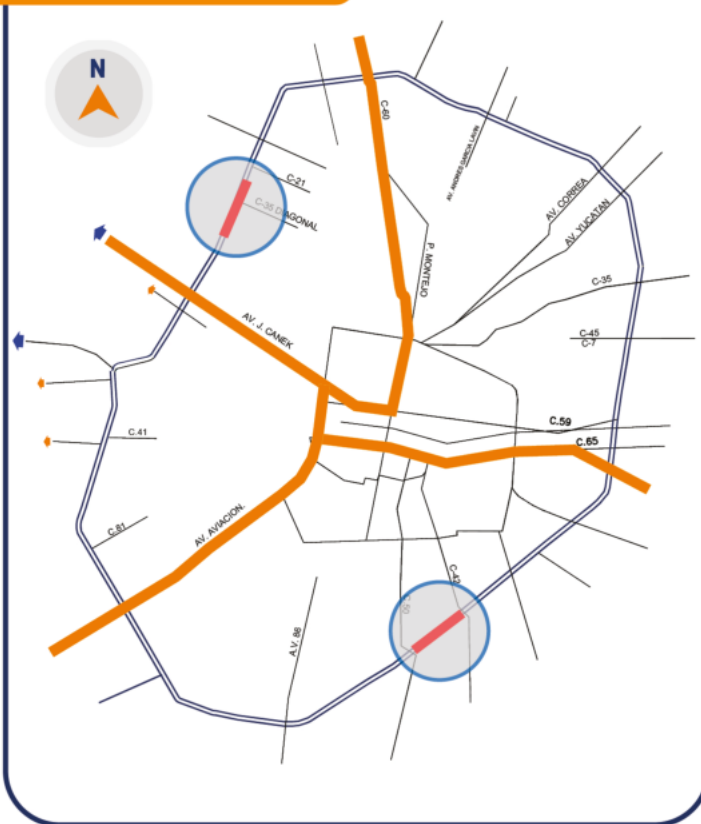 N
C-60
AV. ANDRES GARCIA LAVIN
C-21
C-35 DIAGONAL
AV. CORREA
AV. YUCATAN
P. MONTEJO
C-35
AV. J. CANEK
C-45
C-7
C.59
C.41
C.65
C.81
AV. AVIACION.
C-42
C-50
A.V. 86